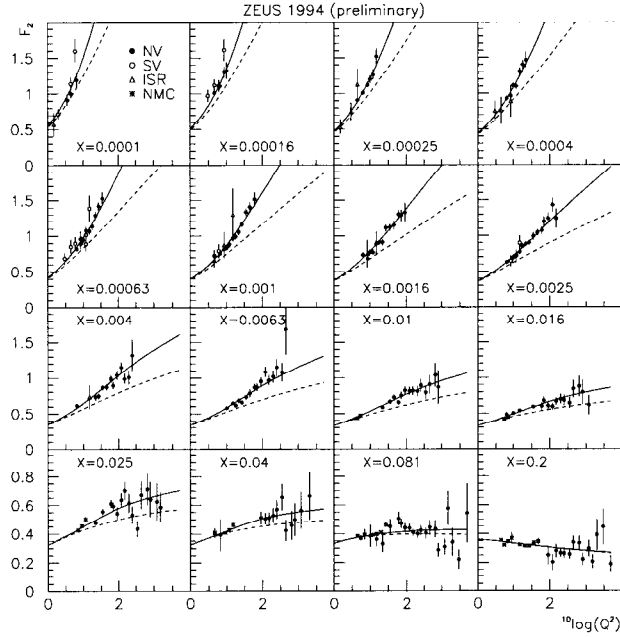 ZEUS 1994 (preliminary)
F₂
NV
SV
ISR
NMC
2
1.5
1
0.5
0
X=0.0001
X=0.00016
X=0.00025
X=0.0004
2
1.5
1
0.5
0
X=0.00063
X=0.001
X=0.0016
X=0.0025
2
1.5
1
0.5
0
X=0.004
X=0.0063
X=0.01
X=0.016
0.8
0.6
0.4
0.2
0
X=0.025
X=0.04
X=0.081
X=0.2
0 2 0 2 0 2 0 2
¹⁰log(Q²)